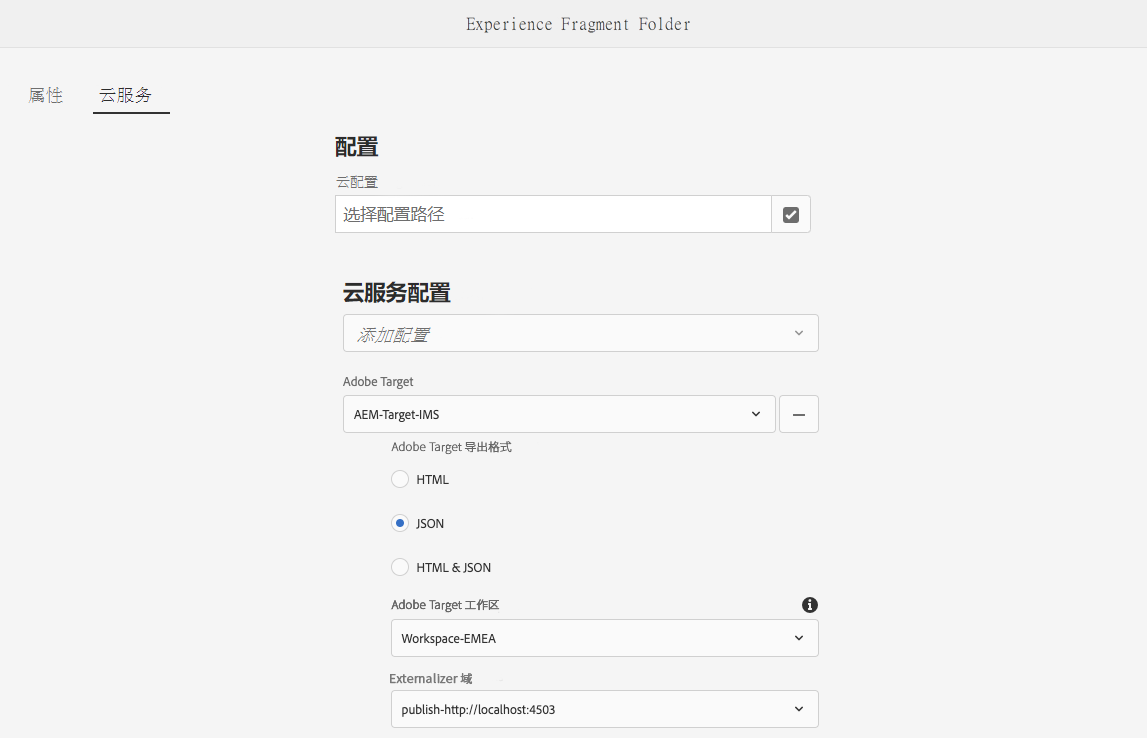 Experience Fragment Folder
属性 云服务
配置
云配置
选择配置路径
云服务配置
添加配置
Adobe Target
AEM-Target-IMS
Adobe Target 导出格式
HTML
JSON
HTML & JSON
Adobe Target 工作区
Workspace-EMEA
Externalizer 域
publish-http://localhost:4503